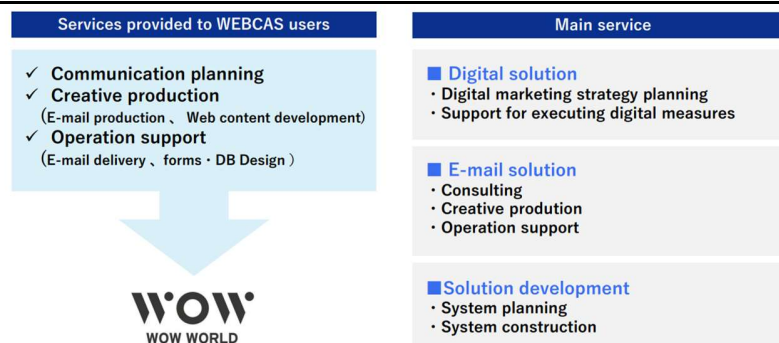 Services provided to WEBCAS users
✓ Communication planning
✓ Creative production
(E-mail production 、 Web content development)
✓ Operation support
(E-mail delivery 、forms・DB Design )
WOW
WOW WORLD
Main service
■ Digital solution
・Digital marketing strategy planning
・Support for executing digital measures
■ E-mail solution
・Consulting
・Creative prodution
・Operation support
■Solution development
・System planning
・System construction